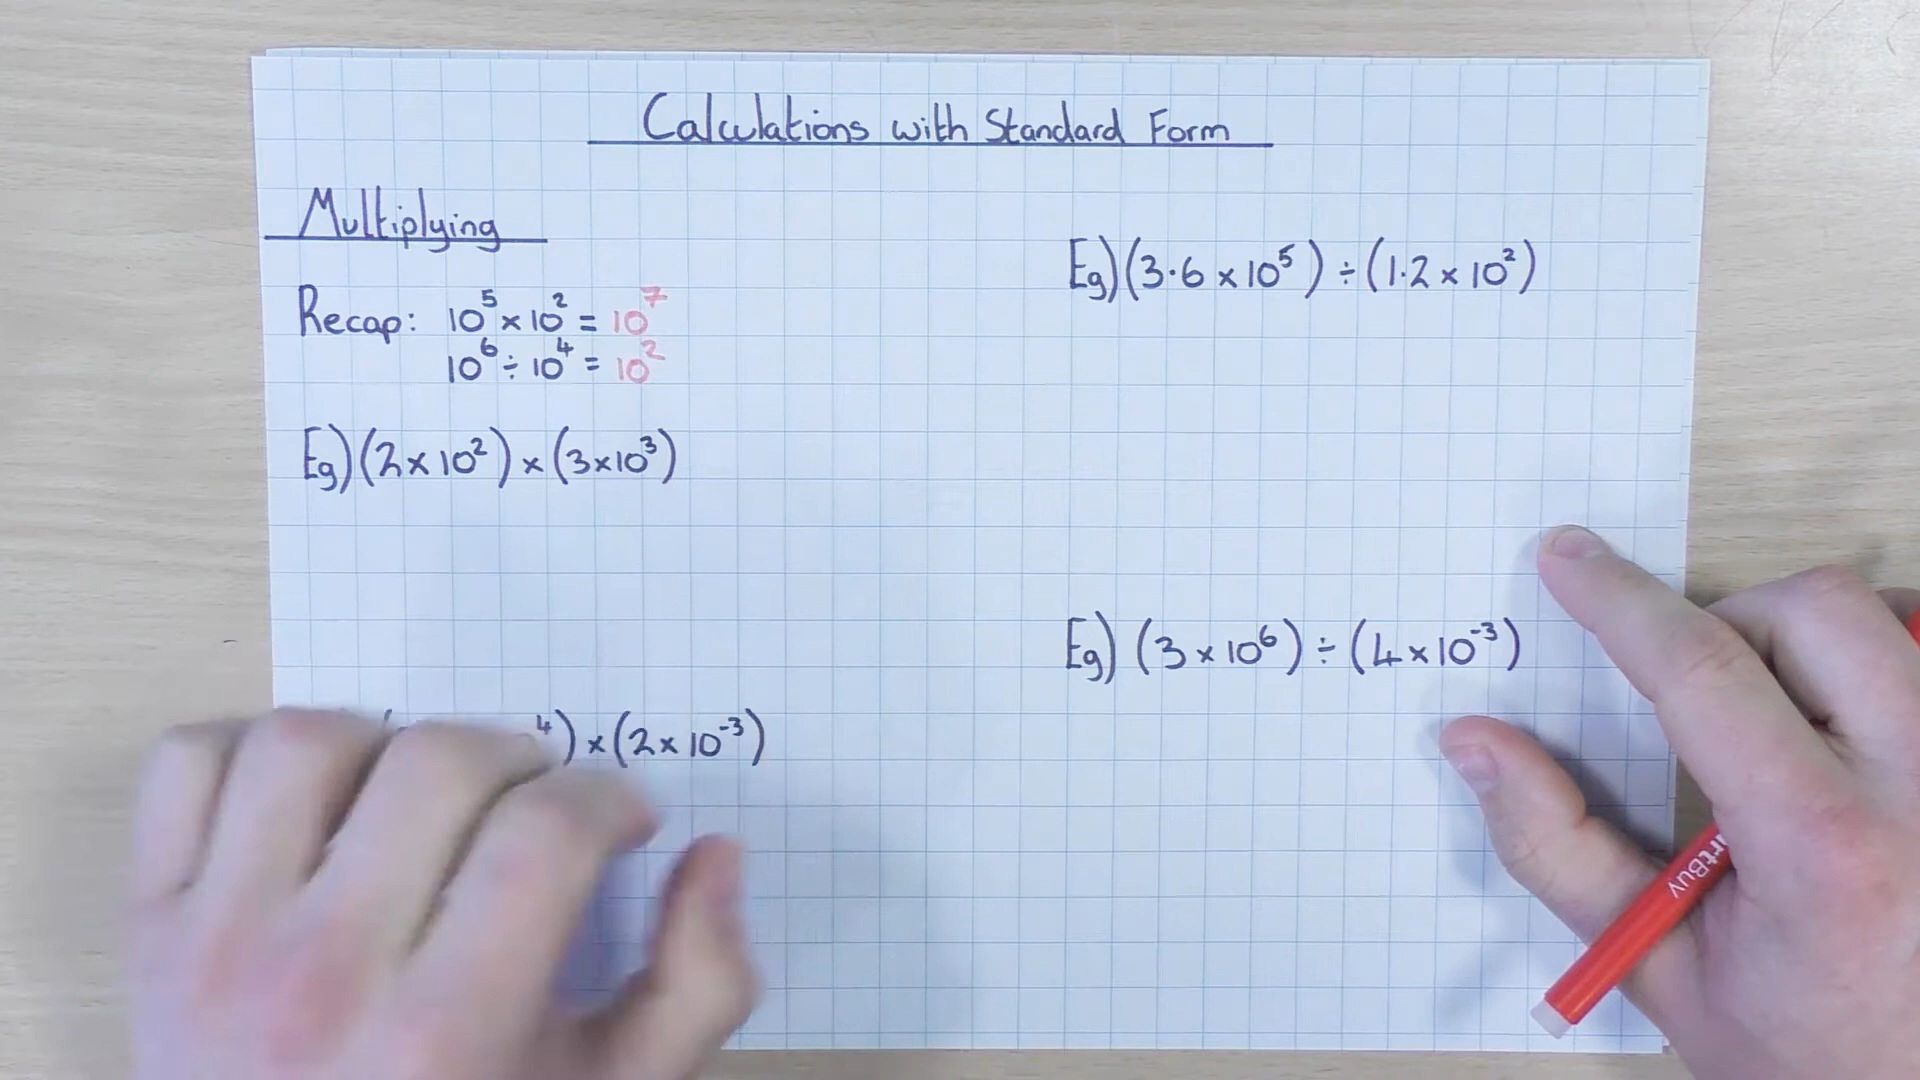 Calculations with Standard Form
Multiplying
Recap: 10⁵ × 10² = 10⁷
10⁶ ÷ 10⁴ = 10²
Eg) (2 × 10²) × (3 × 10³)
⁴) × (2 × 10⁻³)
Eg) (3·6 × 10⁵) ÷ (1·2 × 10²)
Eg) (3 × 10⁶) ÷ (4 × 10⁻³)